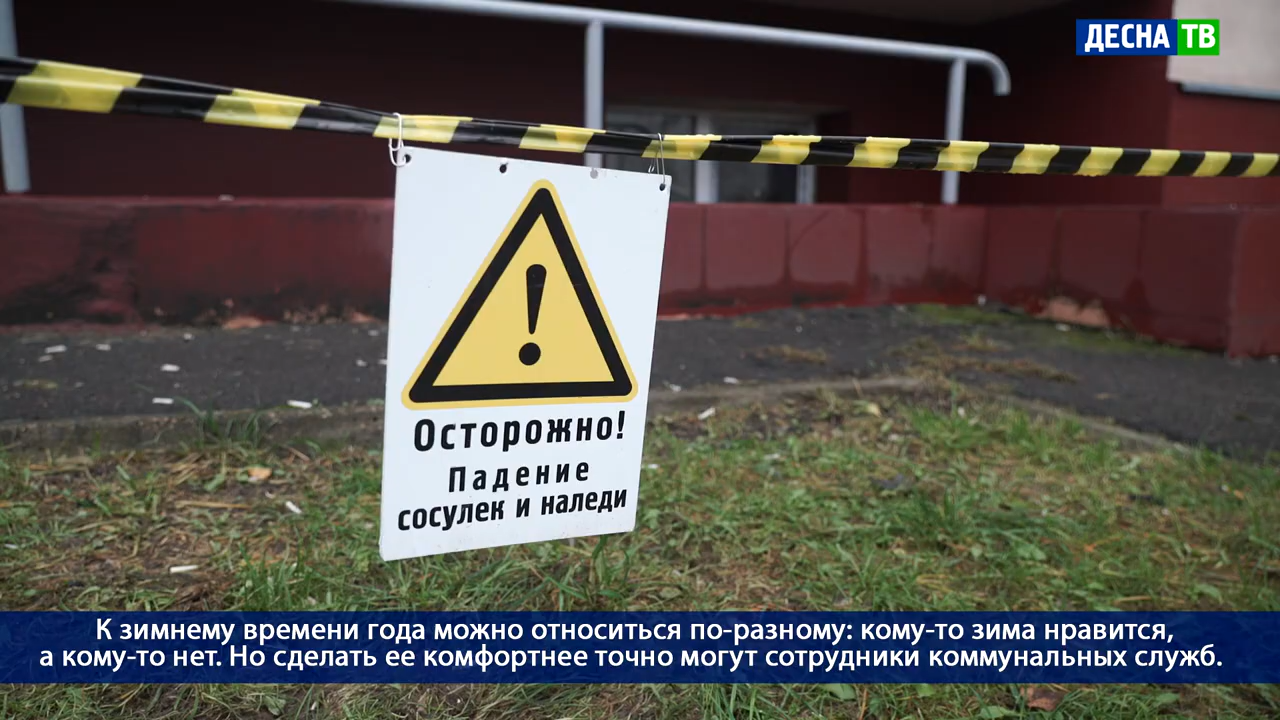 ДЕСНА ТВ
Осторожно!
Падение
сосулек и наледи
К зимнему времени года можно относиться по-разному: кому-то зима нравится,
а кому-то нет. Но сделать ее комфортнее точно могут сотрудники коммунальных служб.